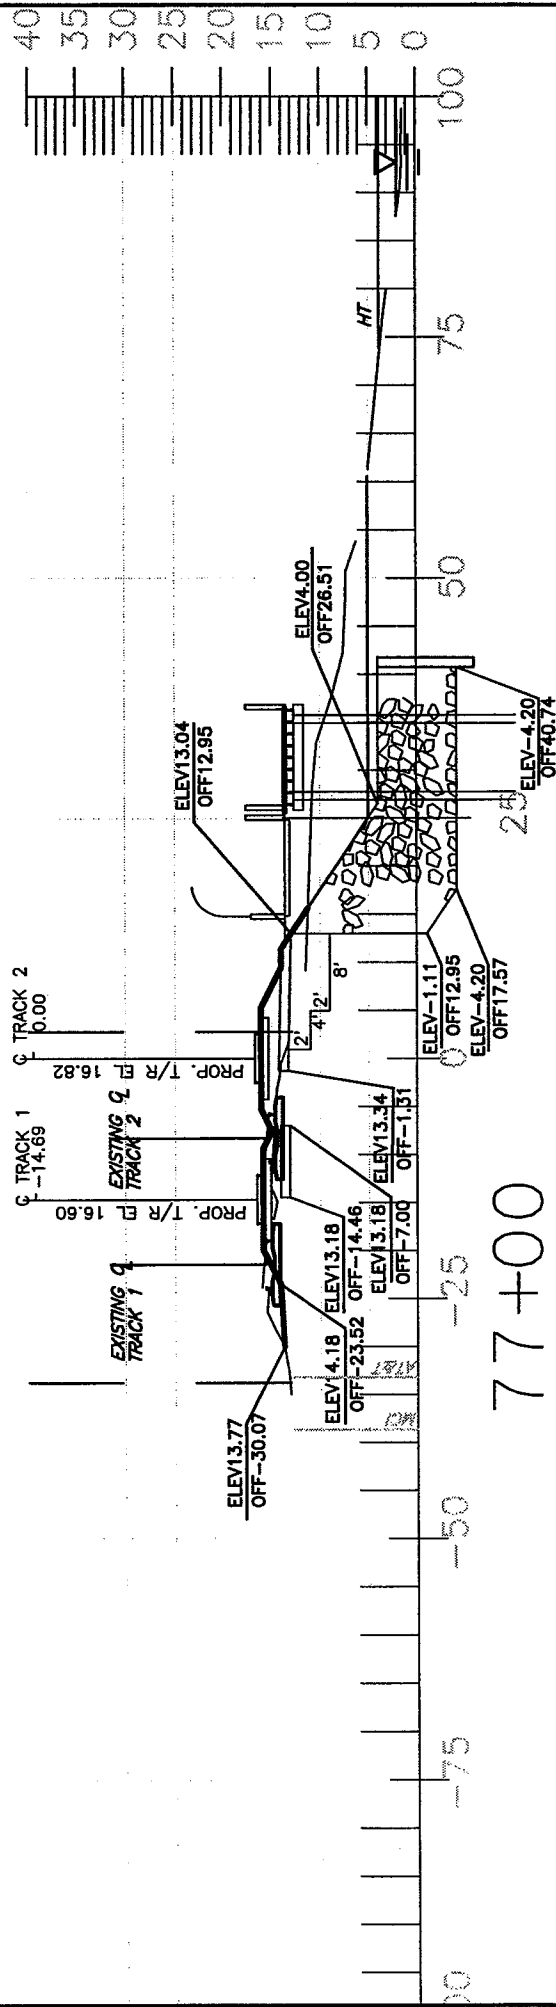 40
35
30
25
20
15
10
5
0
100
75
50
25
0
-25
-50
-75
00
HT
ELEV4.00
OFF26.51
ELEV13.04
OFF12.95
ELEV-4.20
OFF40.74
ELEV-1.11
OFF12.95
ELEV-4.20
OFF17.57
TRACK 2
0.00
PROP. T/R EL 16.82
TRACK 1
-14.69
PROP. T/R EL 16.60
EXISTING
TRACK 2
EXISTING
TRACK 1
2'
4'
2'
8'
ELEV13.34
OFF-1.31
ELEV13.18
OFF-7.00
ELEV13.18
OFF-14.46
ELEV14.18
OFF-23.52
ELEV13.77
OFF-30.07
AT&T
MCI
77+00